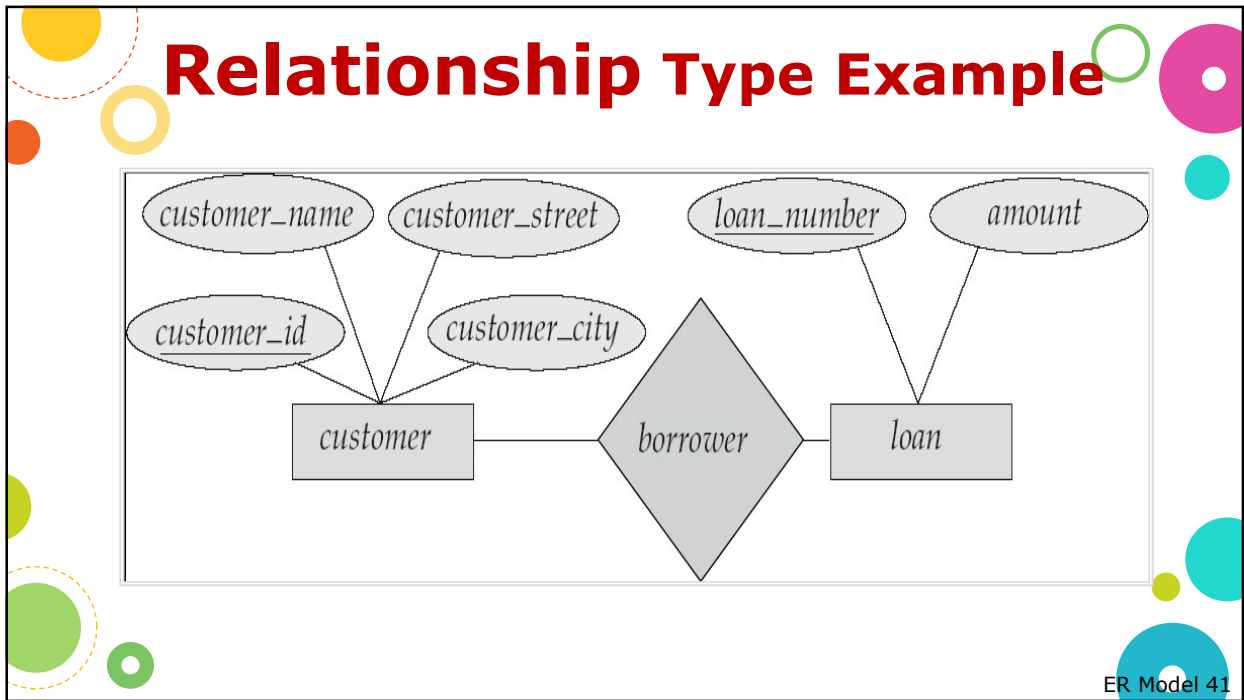 Relationship Type Example
customer_name
customer_street
loan_number
amount
customer_id
customer_city
customer
borrower
loan
ER Model 41